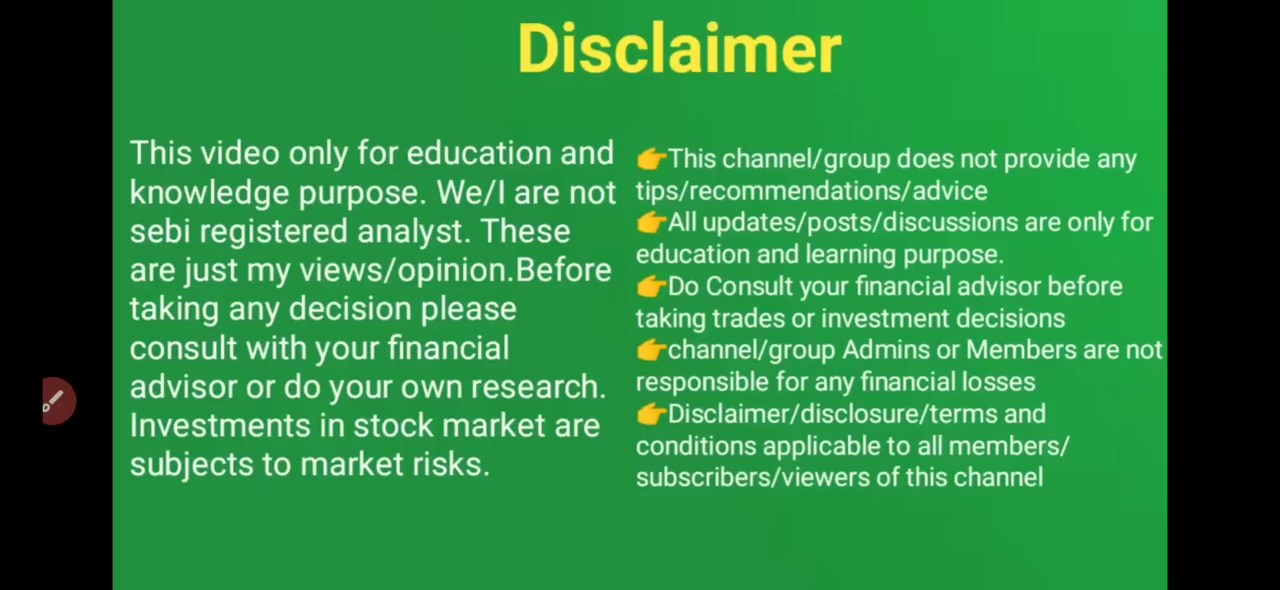 Disclaimer
This video only for education and
knowledge purpose. We/I are not
sebi registered analyst. These
are just my views/opinion.Before
taking any decision please
consult with your financial
advisor or do your own research.
Investments in stock market are
subjects to market risks.
👉This channel/group does not provide any
tips/recommendations/advice
👉All updates/posts/discussions are only for
education and learning purpose.
👉Do Consult your financial advisor before
taking trades or investment decisions
👉channel/group Admins or Members are not
responsible for any financial losses
👉Disclaimer/disclosure/terms and
conditions applicable to all members/
subscribers/viewers of this channel